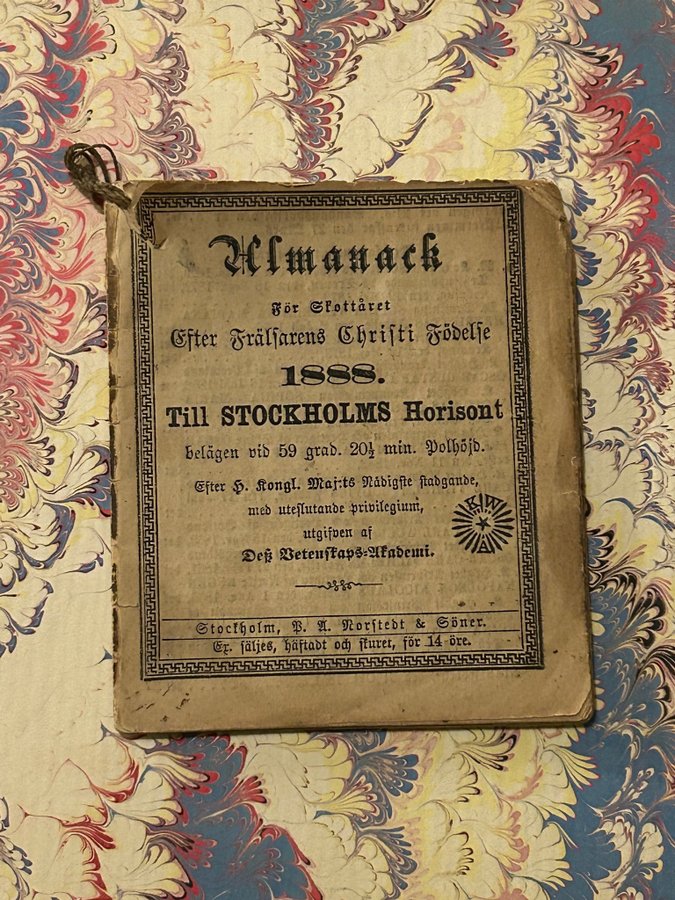 Almanack
För Skottåret
Efter Frälsarens Christi Födelse
1888.
Till STOCKHOLMS Horisont
belägen vid 59 grad. 20½ min. Polhöjd.
Efter H. Kongl. Maj:ts Nådigste stadgande,
med uteslutande privilegium,
utgifven af
Deß Vetenskaps-Akademi.
KWA
Stockholm, P. A. Norstedt & Söner.
Ex. säljes, häftadt och skuret, för 14 öre.